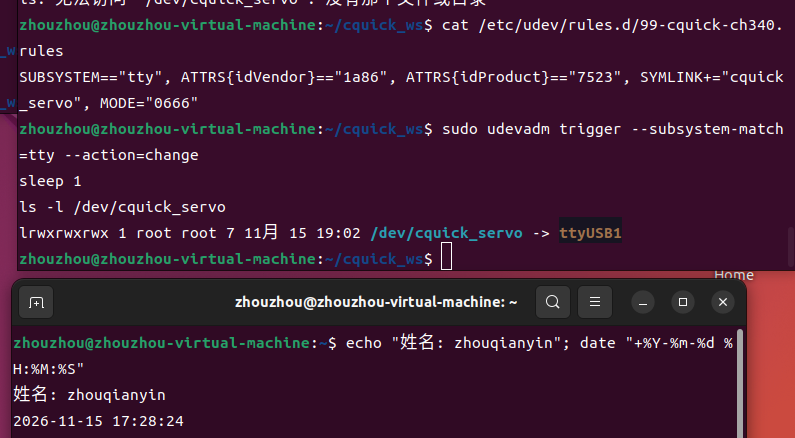 ls: 无法访问 '/dev/cquick_servo': 没有那个文件或目录
zhouzhou@zhouzhou-virtual-machine:~/cquick_ws$ cat /etc/udev/rules.d/99-cquick-ch340.
rules
SUBSYSTEM=="tty", ATTRS{idVendor}=="1a86", ATTRS{idProduct}=="7523", SYMLINK+="cquick
_servo", MODE="0666"
zhouzhou@zhouzhou-virtual-machine:~/cquick_ws$ sudo udevadm trigger --subsystem-match
=tty --action=change
sleep 1
ls -l /dev/cquick_servo
lrwxrwxrwx 1 root root 7 11月 15 19:02 /dev/cquick_servo -> ttyUSB1
zhouzhou@zhouzhou-virtual-machine:~/cquick_ws$
_w
_w
Home
zhouzhou@zhouzhou-virtual-machine: ~
zhouzhou@zhouzhou-virtual-machine:~$ echo "姓名: zhouqianyin"; date "+%Y-%m-%d %
H:%M:%S"
姓名: zhouqianyin
2026-11-15 17:28:24